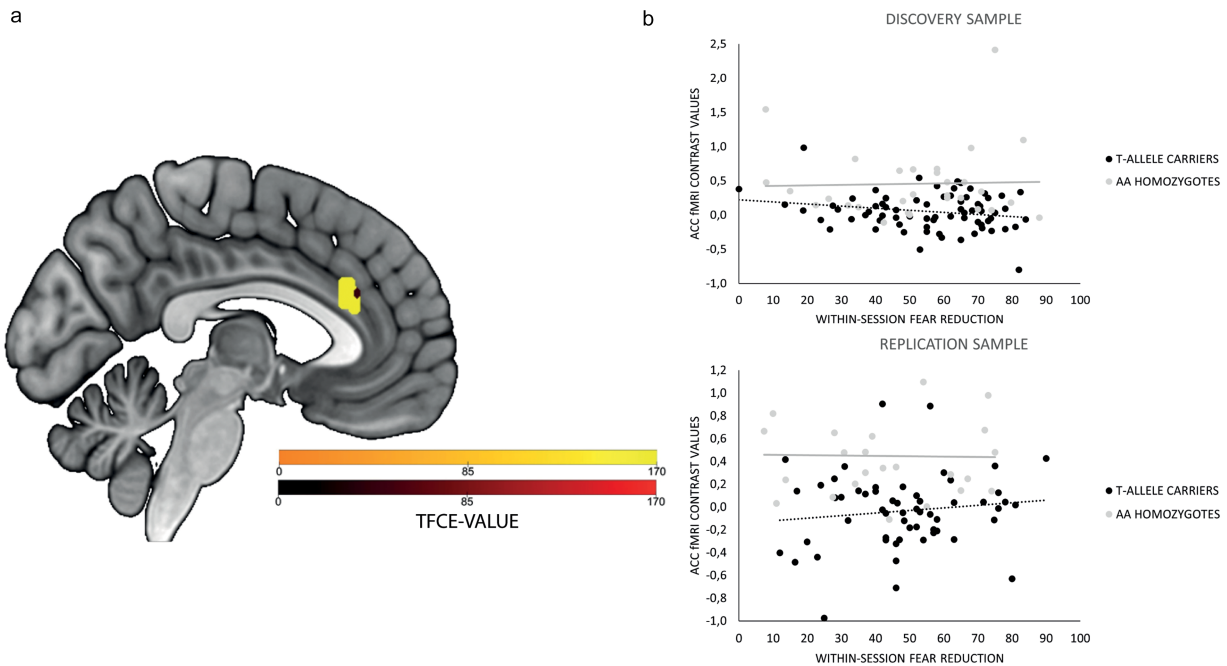 a
0 85 170
0 85 170
TFCE-VALUE
b
DISCOVERY SAMPLE
ACC fMRI CONTRAST VALUES
2,5
2,0
1,5
1,0
0,5
0,0
-0,5
-1,0
0 10 20 30 40 50 60 70 80 90 100
WITHIN-SESSION FEAR REDUCTION
T-ALLELE CARRIERS
AA HOMOZYGOTES
REPLICATION SAMPLE
ACC fMRI CONTRAST VALUES
1,2
1,0
0,8
0,6
0,4
0,2
0,0
-0,2
-0,4
-0,6
-0,8
-1,0
0 10 20 30 40 50 60 70 80 90 100
WITHIN-SESSION FEAR REDUCTION
T-ALLELE CARRIERS
AA HOMOZYGOTES